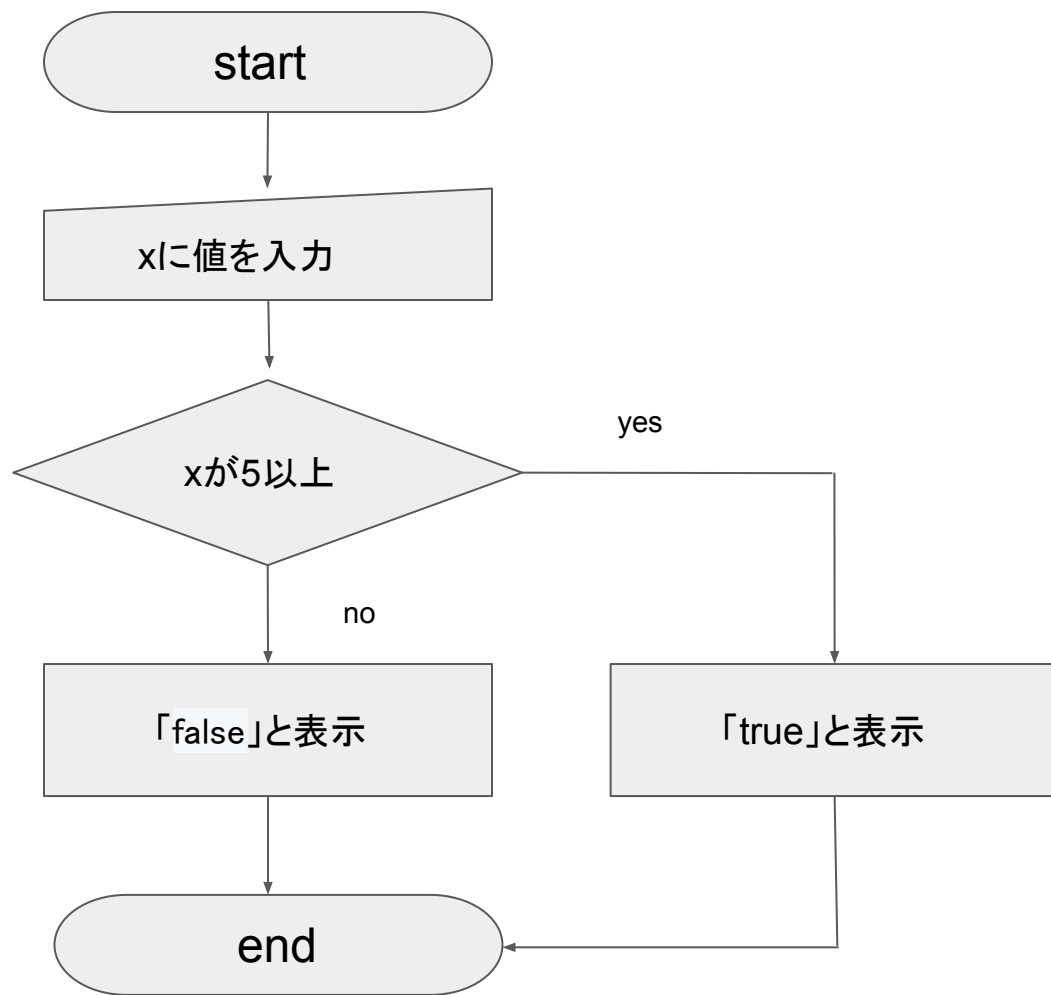 start
xに値を入力
xが5以上
yes
no
「false」と表示
「true」と表示
end